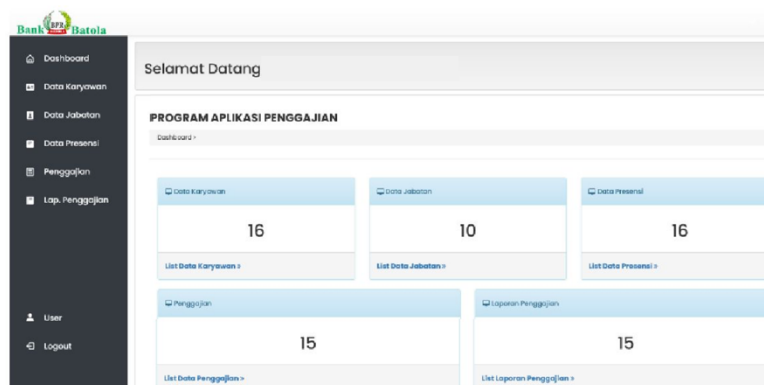 Bank BPR Batola
Dashboard
Data Karyawan
Data Jabatan
Data Presensi
Penggajian
Lap. Penggajian
User
Logout
Selamat Datang
PROGRAM APLIKASI PENGGAJIAN
Dashboard >
Data Karyawan
16
List Data Karyawan »
Data Jabatan
10
List Data Jabatan »
Data Presensi
16
List Data Presensi »
Penggajian
15
List Data Penggajian »
Laporan Penggajian
15
List Laporan Penggajian »